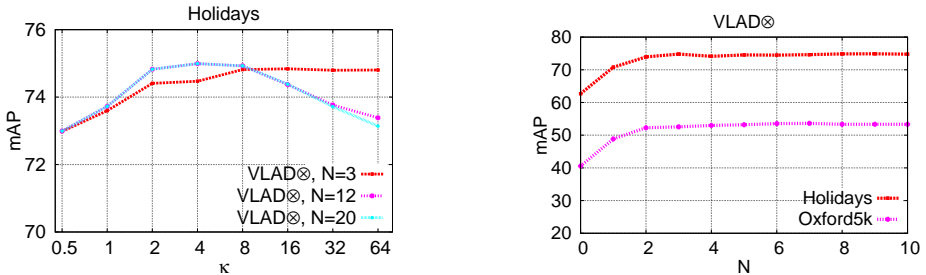 Holidays
mAP
76
74
72
70
0.5 1 2 4 8 16 32 64
κ
VLAD⊗, N=3
VLAD⊗, N=12
VLAD⊗, N=20
VLAD⊗
mAP
80
70
60
50
40
30
20
0 2 4 6 8 10
N
Holidays
Oxford5k